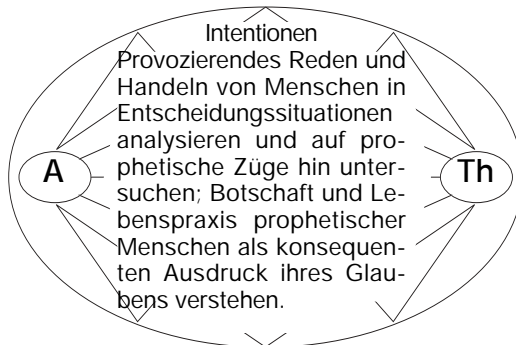 Intentionen
Provozierendes Reden und
Handeln von Menschen in
Entscheidungssituationen
analysieren und auf pro-
phetische Züge hin unter-
A
Th
suchen; Botschaft und Le-
benspraxis prophetischer
Menschen als konsequen-
ten Ausdruck ihres Glau-
bens verstehen.